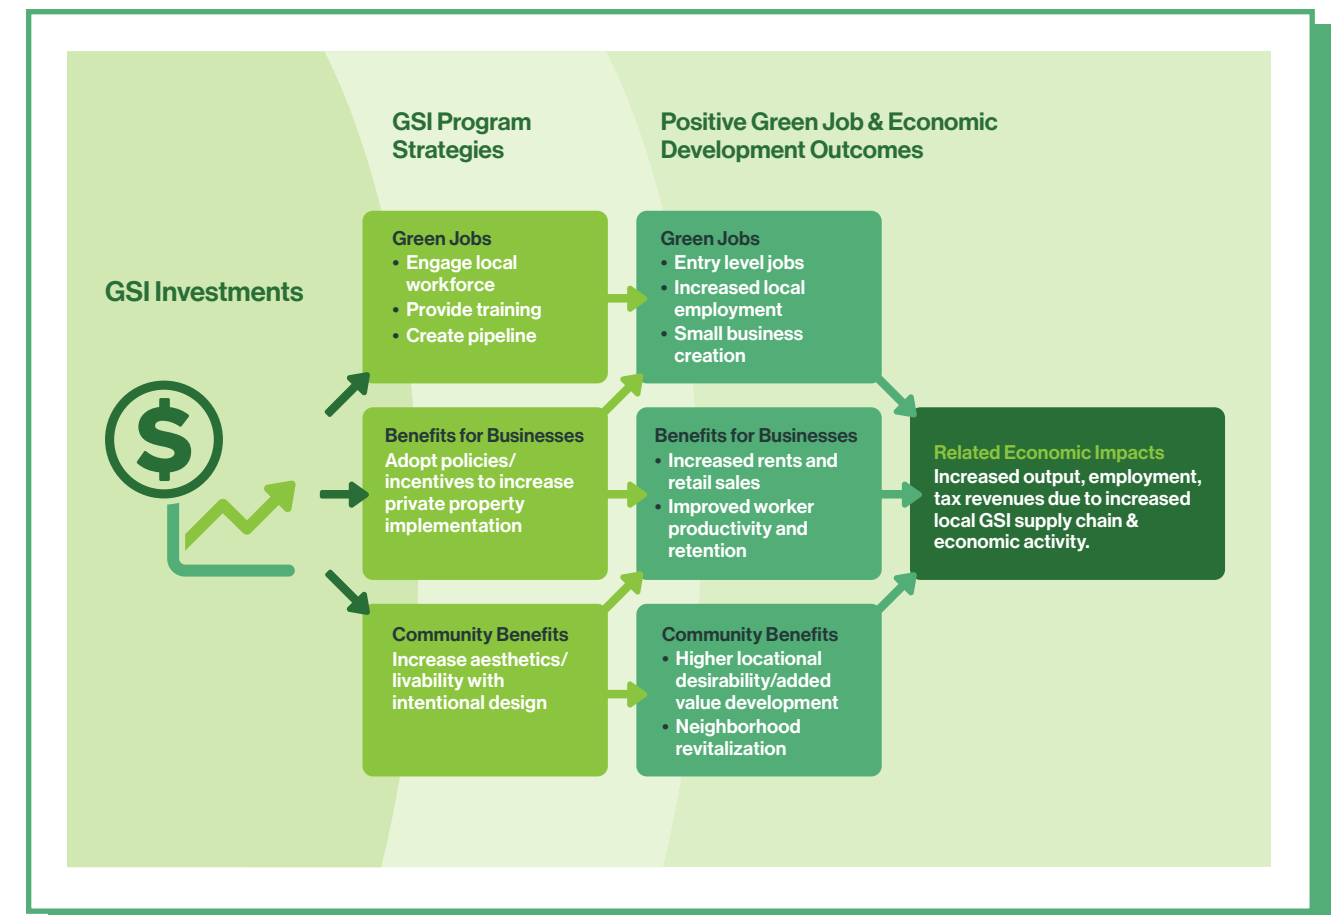 GSI Program
Strategies
Positive Green Job & Economic
Development Outcomes
GSI Investments
$
Green Jobs
• Engage local
workforce
• Provide training
• Create pipeline
Green Jobs
• Entry level jobs
• Increased local
employment
• Small business
creation
Benefits for Businesses
Adopt policies/
incentives to increase
private property
implementation
Benefits for Businesses
• Increased rents and
retail sales
• Improved worker
productivity and
retention
Related Economic Impacts
Increased output, employment,
tax revenues due to increased
local GSI supply chain &
economic activity.
Community Benefits
Increase aesthetics/
livability with
intentional design
Community Benefits
• Higher locational
desirability/added
value development
• Neighborhood
revitalization